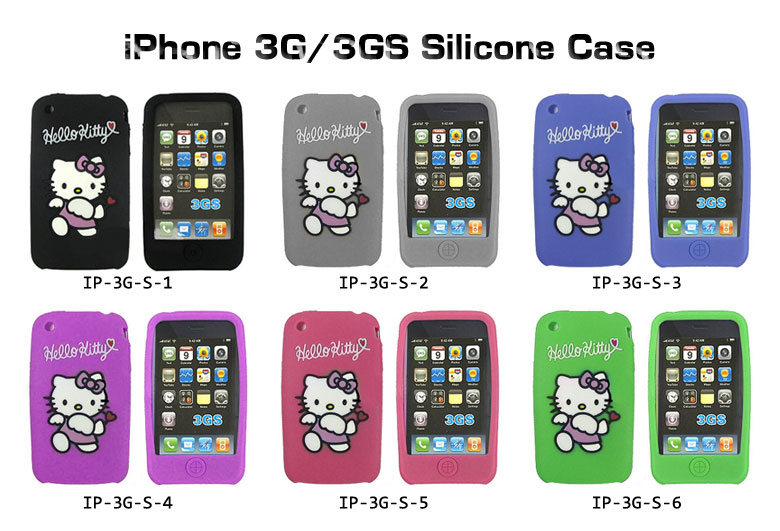 iPhone 3G/3GS Silicone Case
Hello Kitty
3GS
Hello Kitty
3GS
Hello Kitty
3GS
IP-3G-S-1
IP-3G-S-2
IP-3G-S-3
Hello Kitty
3GS
Hello Kitty
3GS
Hello Kitty
3GS
IP-3G-S-4
IP-3G-S-5
IP-3G-S-6